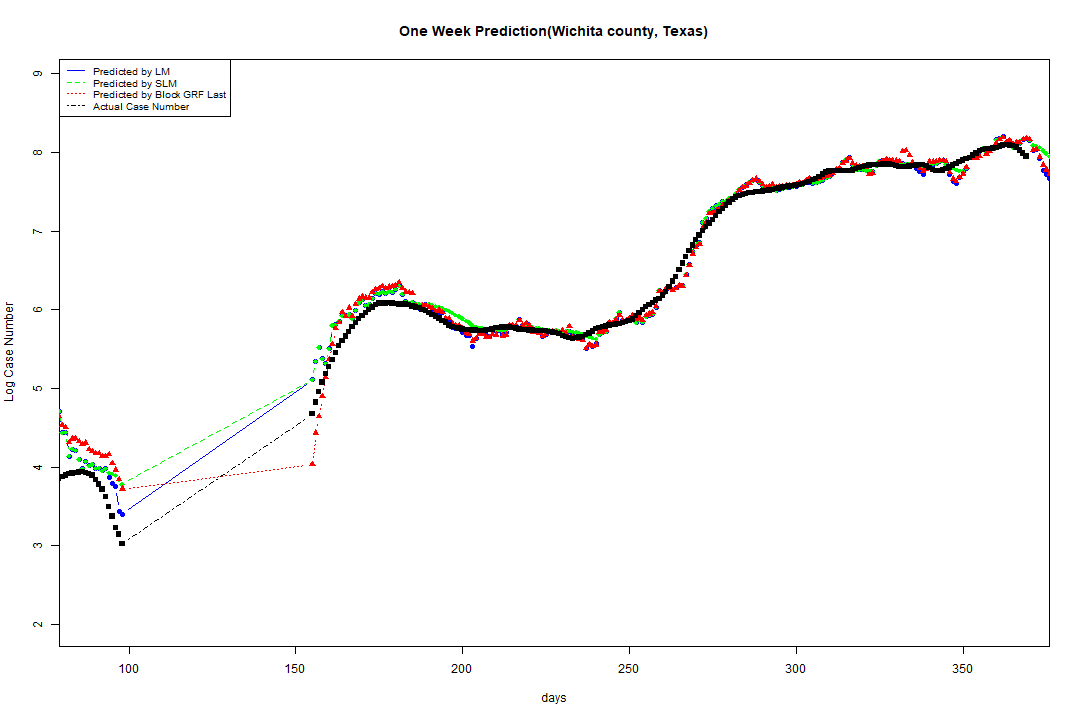 One Week Prediction(Wichita county, Texas)
Predicted by LM
Predicted by SLM
Predicted by Block GRF Last
Actual Case Number
9
8
7
6
5
4
3
2
Log Case Number
100 150 200 250 300 350
days